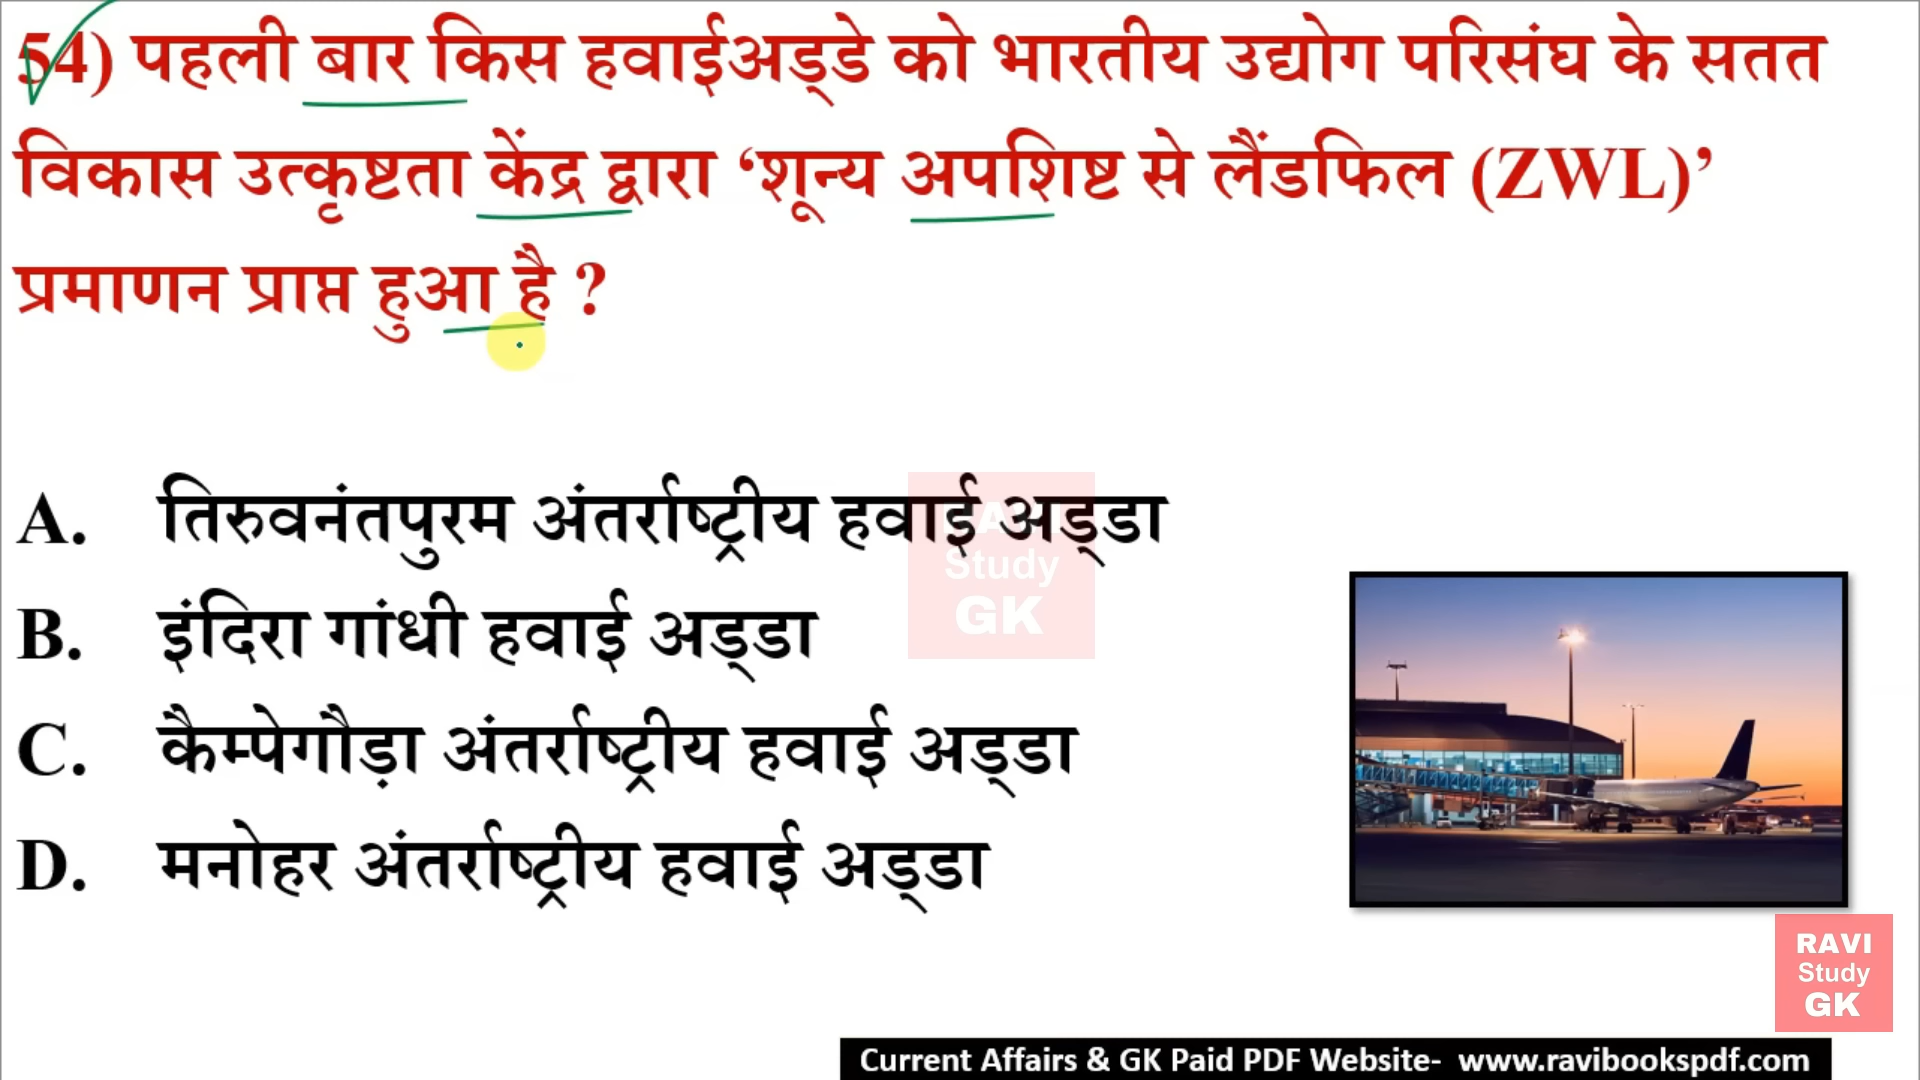 54) पहली बार किस हवाईअड्डे को भारतीय उद्योग परिसंघ के सतत
विकास उत्कृष्टता केंद्र द्वारा ‘शून्य अपशिष्ट से लैंडफिल (ZWL)’
प्रमाणन प्राप्त हुआ है ?
A. तिरुवनंतपुरम अंतर्राष्ट्रीय हवाई अड्डा
B. इंदिरा गांधी हवाई अड्डा
C. कैम्पेगौड़ा अंतर्राष्ट्रीय हवाई अड्डा
D. मनोहर अंतर्राष्ट्रीय हवाई अड्डा
RAVI
Study
GK
RAVI
Study
GK
Current Affairs & GK Paid PDF Website- www.ravibookspdf.com